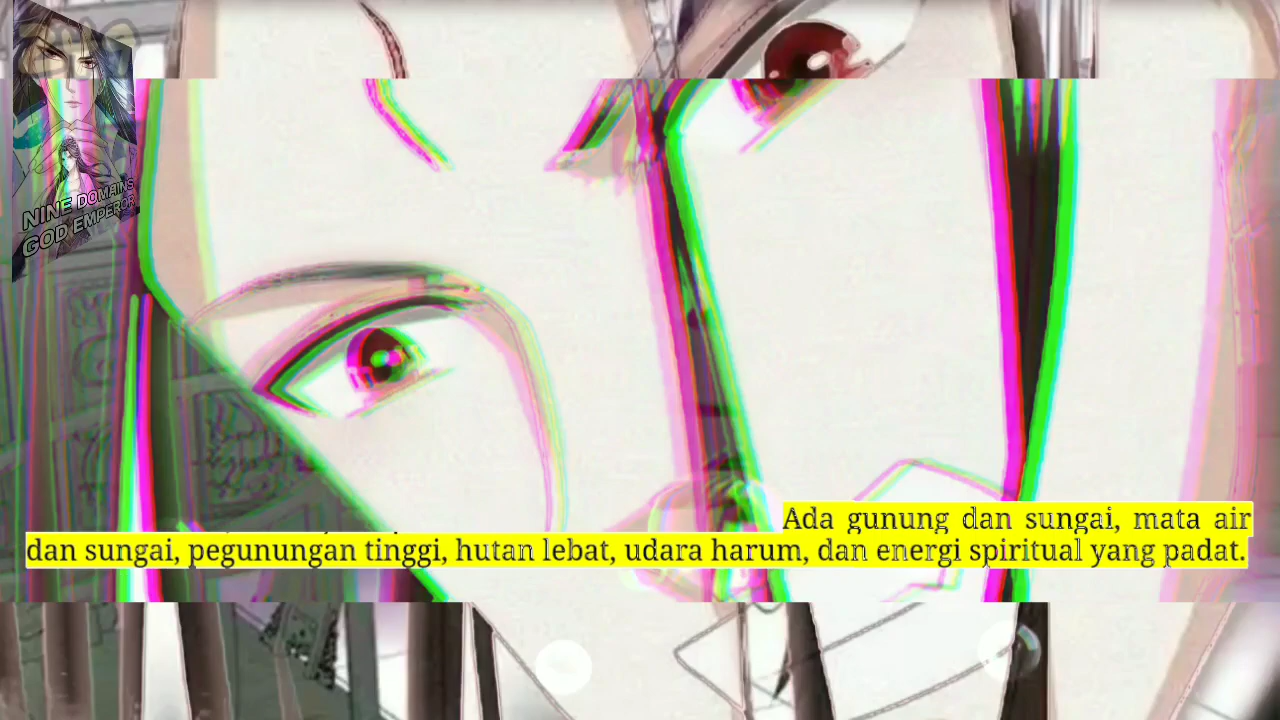 NINE DOMAINS
GOD EMPEROR
Ada gunung dan sungai, mata air
dan sungai, pegunungan tinggi, hutan lebat, udara harum, dan energi spiritual yang padat.